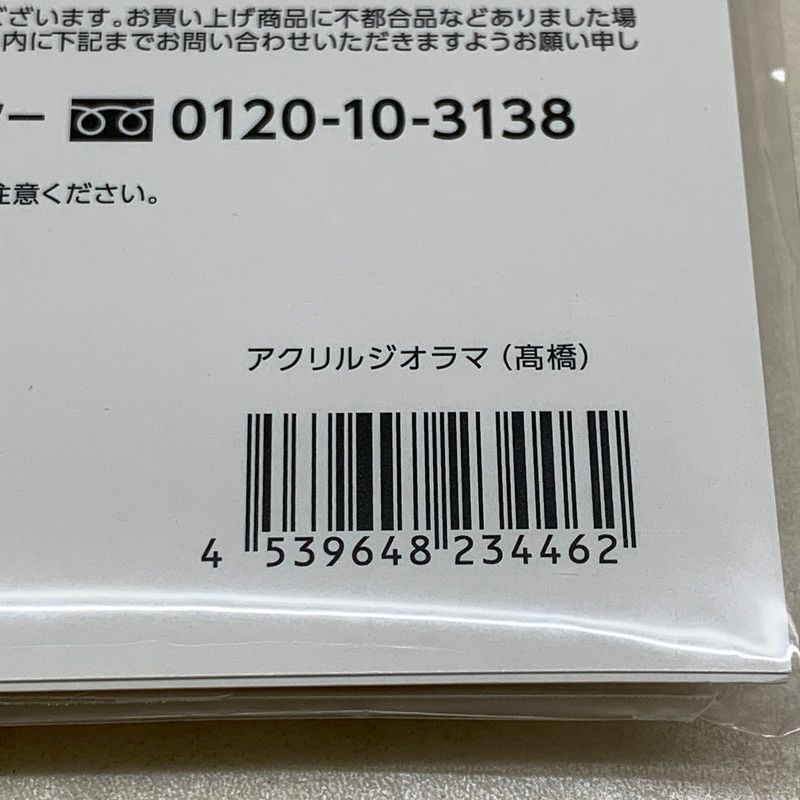 ございます。お買い上げ商品に不都合品などありました場
内に下記までお問い合わせいただきますようお願い申し
ー 0120-10-3138
注意ください。
アクリルジオラマ（髙橋）
4 539648 234462